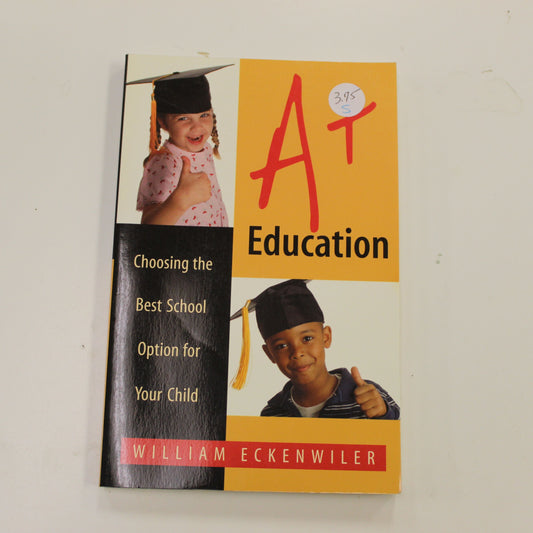 A+
3.95
S
Education
Choosing the
Best School
Option for
Your Child
WILLIAM ECKENWILER